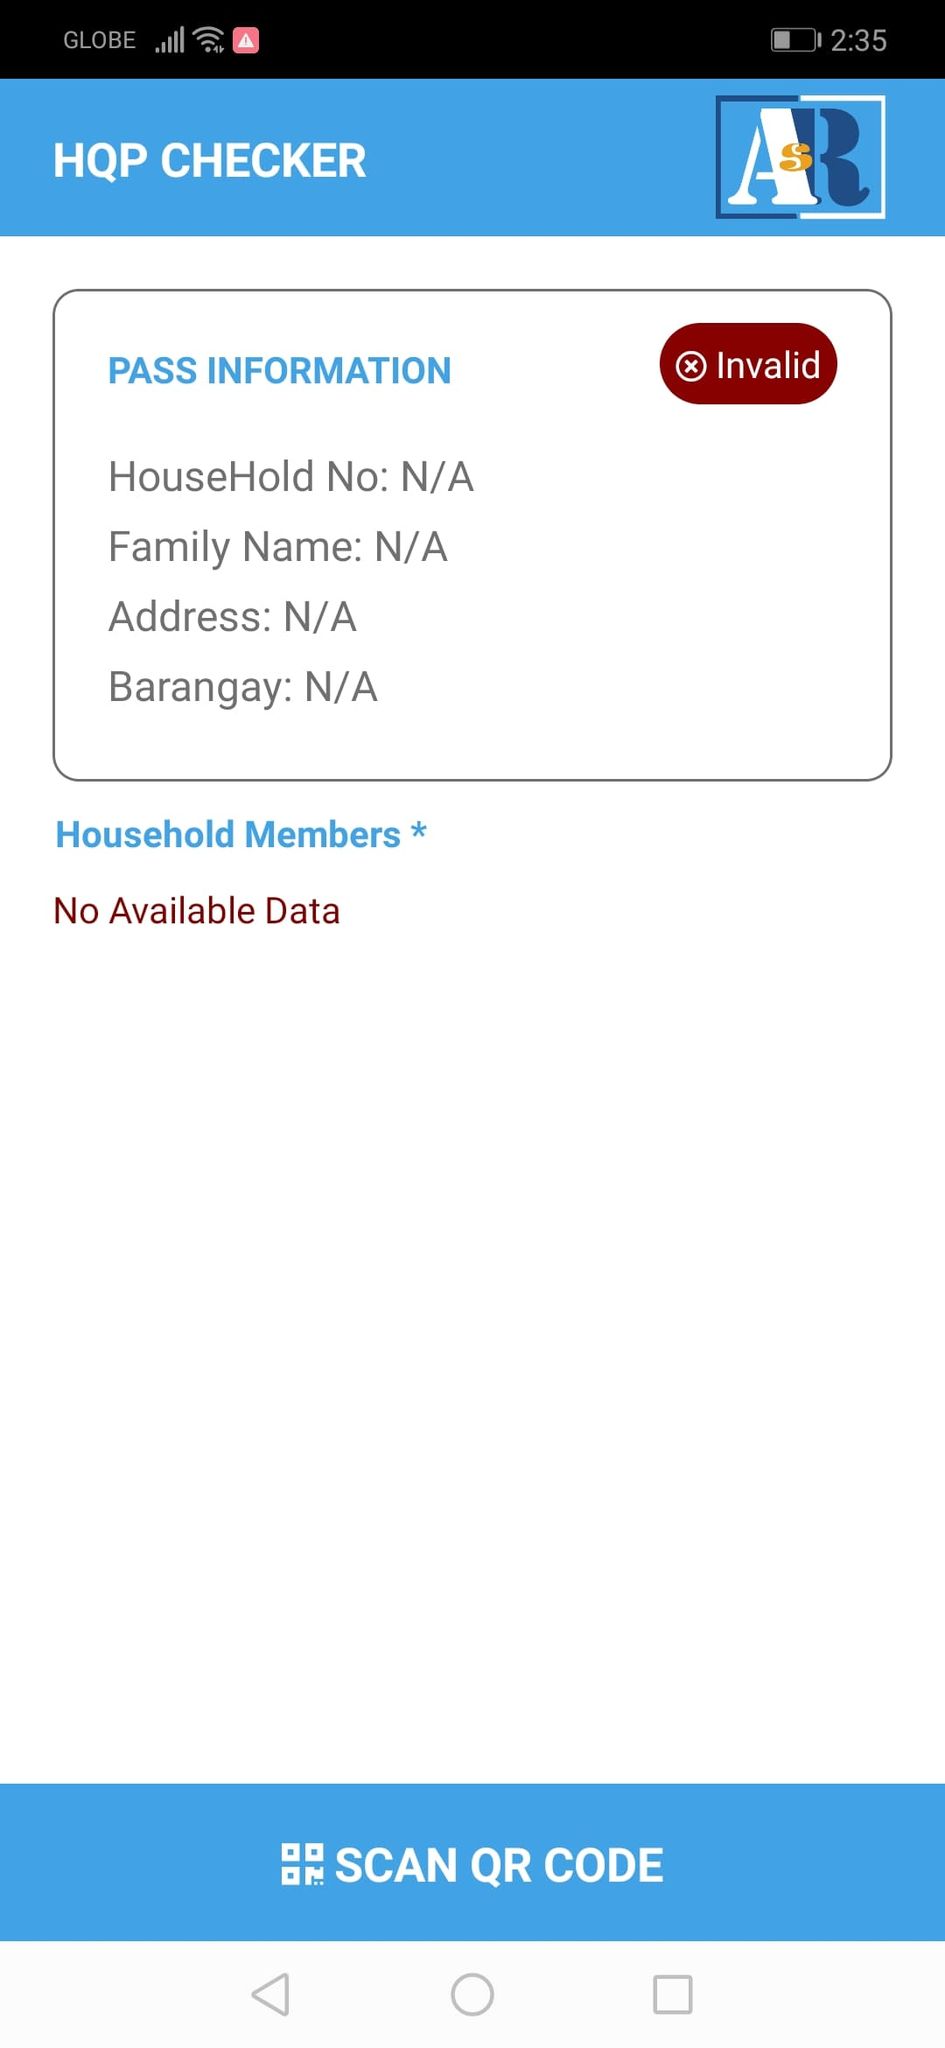 GLOBE 2:35
HQP CHECKER
AsR
PASS INFORMATION
Invalid
HouseHold No: N/A
Family Name: N/A
Address: N/A
Barangay: N/A
Household Members *
No Available Data
SCAN QR CODE